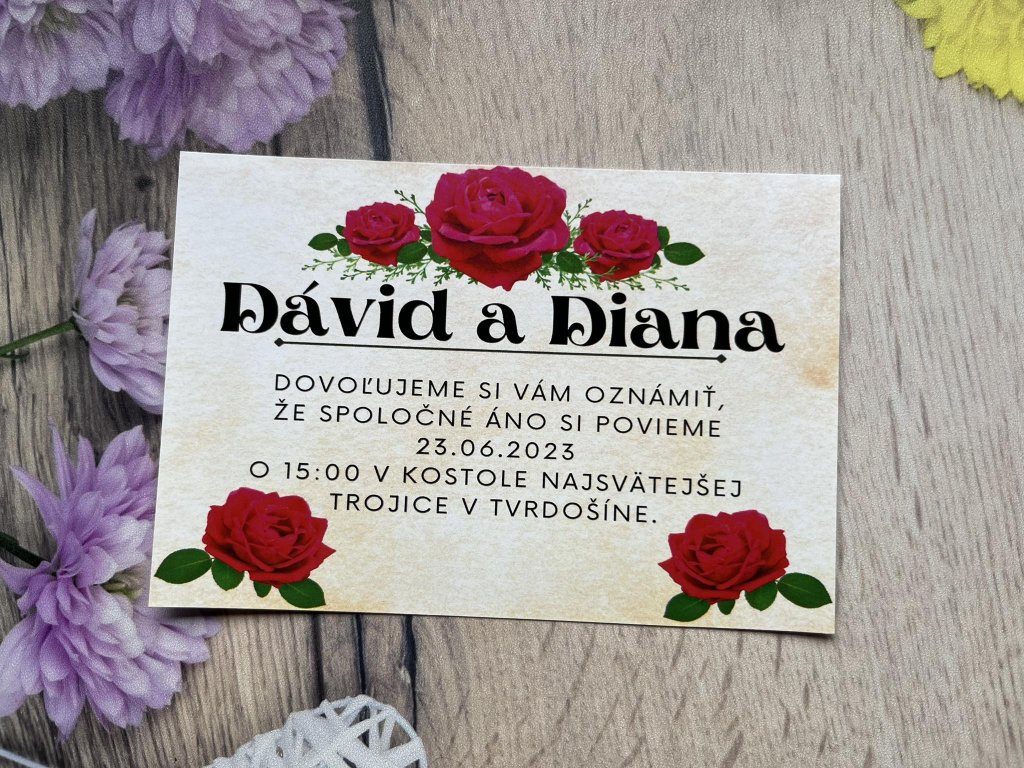 Dávid a Diana
DOVOĽUJEME SI VÁM OZNÁMIŤ,
ŽE SPOLOČNÉ ÁNO SI POVIEME
23.06.2023
O 15:00 V KOSTOLE NAJSVÄTEJŠEJ
TROJICE V TVRDOŠÍNE.